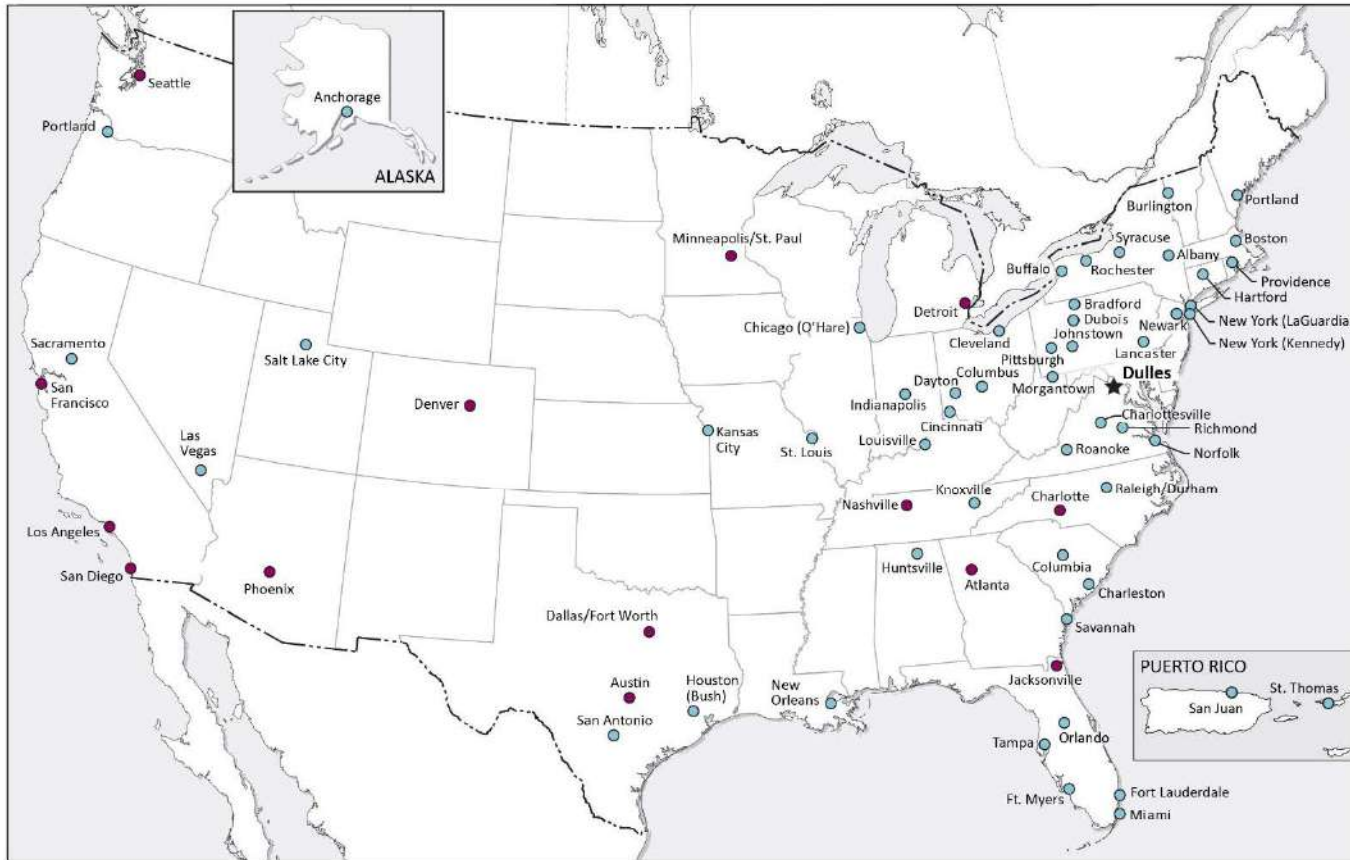 Seattle
Portland
Anchorage
ALASKA
Minneapolis/St. Paul
Burlington
Portland
Syracuse
Boston
Buffalo
Rochester
Albany
Providence
Hartford
Detroit
Chicago (O'Hare)
Bradford
Dubois
Johnstown
Newark
New York (LaGuardia
New York (Kennedy)
Cleveland
Pittsburgh
Lancaster
Sacramento
Salt Lake City
San
Francisco
Denver
Dayton
Columbus
Morgantown
Dulles
Indianapolis
Cincinnati
Charlottesville
Richmond
Las
Vegas
Kansas
City
St. Louis
Louisville
Roanoke
Norfolk
Nashville
Knoxville
Charlotte
Raleigh/Durham
Los Angeles
San Diego
Phoenix
Huntsville
Atlanta
Columbia
Charleston
Dallas/Fort Worth
Savannah
Austin
Houston
(Bush)
New
Orleans
Jacksonville
PUERTO RICO
St. Thomas
San Juan
San Antonio
Tampa
Orlando
Ft. Myers
Fort Lauderdale
Miami